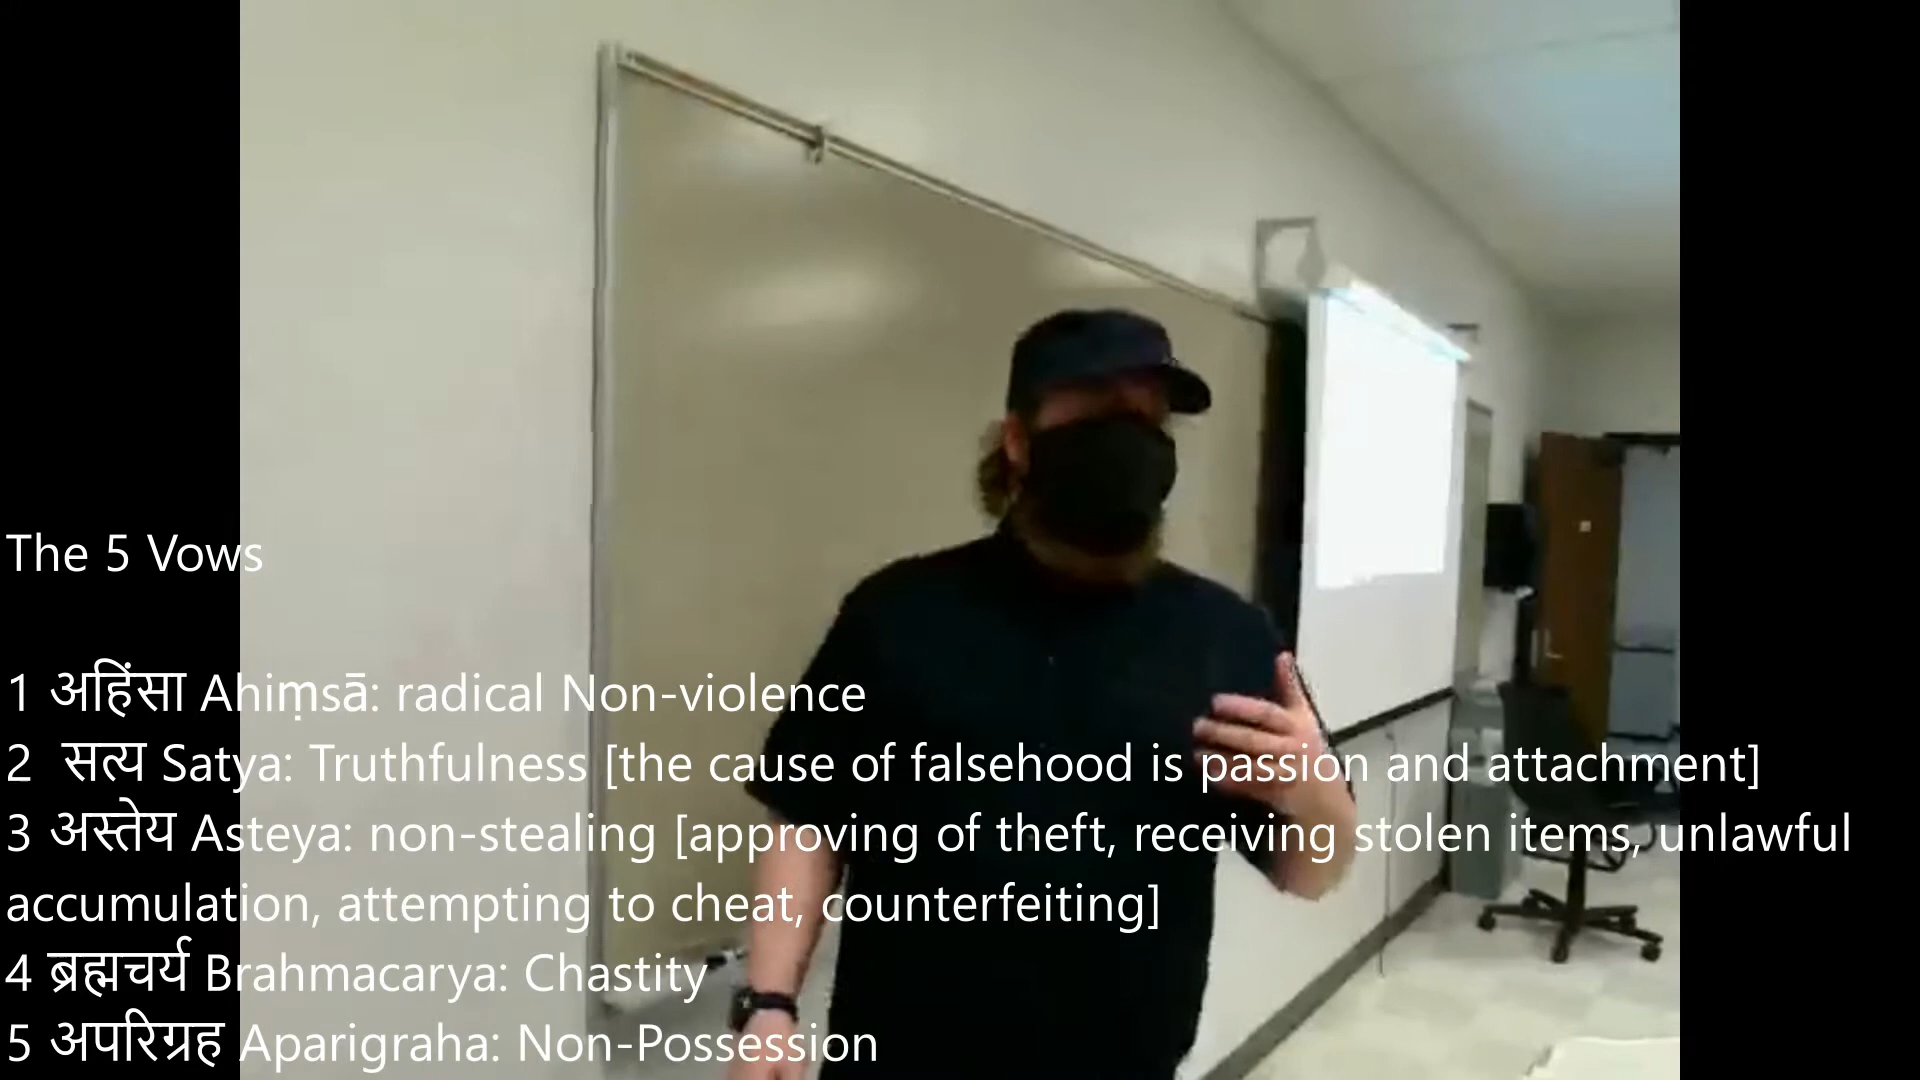 The 5 Vows
1 अहिंसा Ahiṃsā: radical Non-violence
2 सत्य Satya: Truthfulness [the cause of falsehood is passion and attachment]
3 अस्तेय Asteya: non-stealing [approving of theft, receiving stolen items, unlawful
accumulation, attempting to cheat, counterfeiting]
4 ब्रह्मचर्य Brahmacarya: Chastity
5 अपरिग्रह Aparigraha: Non-Possession